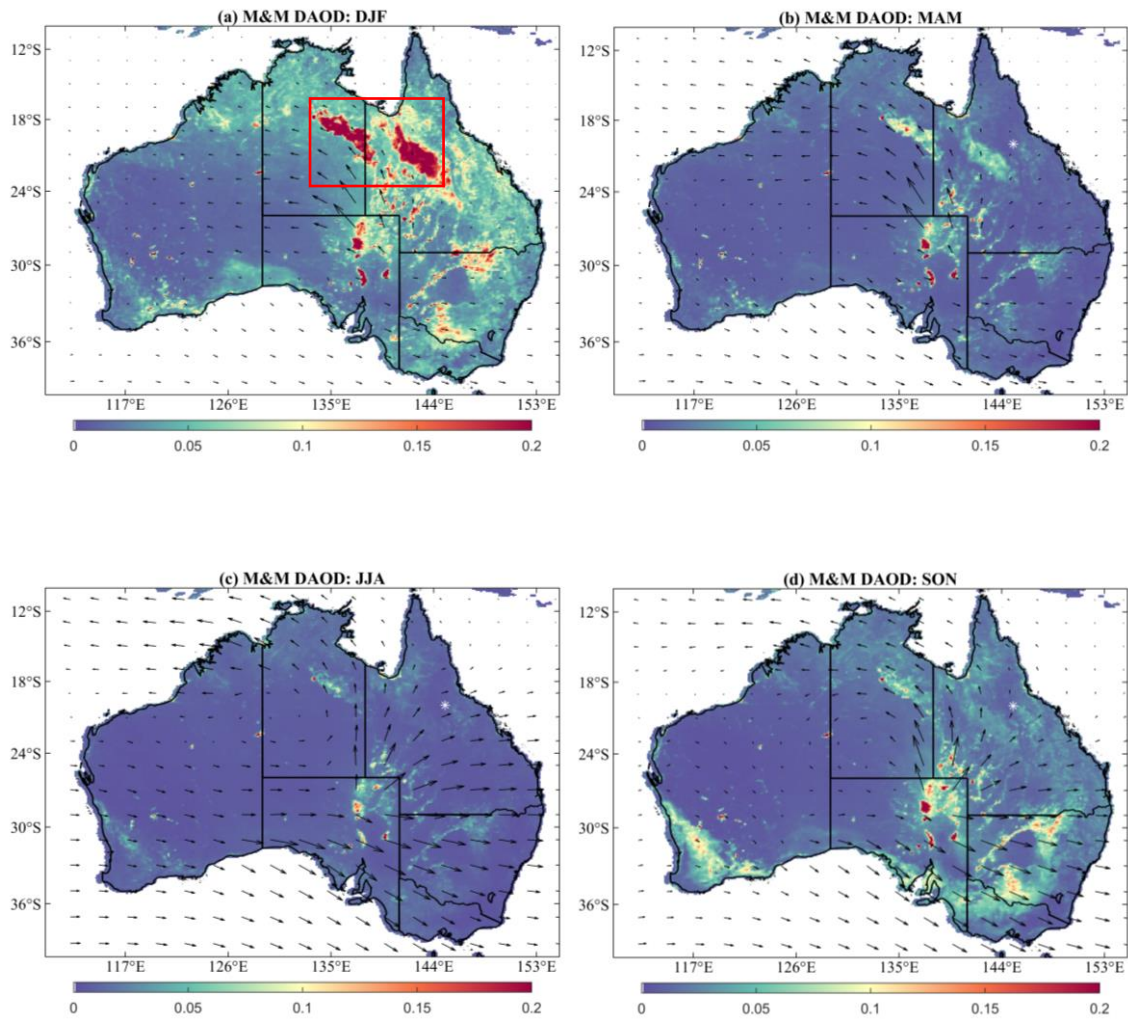 (a) M&M DAOD: DJF
12°S
18°S
24°S
30°S
36°S
117°E 126°E 135°E 144°E 153°E
0 0.05 0.1 0.15 0.2
(b) M&M DAOD: MAM
12°S
18°S
24°S
30°S
36°S
117°E 126°E 135°E 144°E 153°E
0 0.05 0.1 0.15 0.2
(c) M&M DAOD: JJA
12°S
18°S
24°S
30°S
36°S
117°E 126°E 135°E 144°E 153°E
0 0.05 0.1 0.15 0.2
(d) M&M DAOD: SON
12°S
18°S
24°S
30°S
36°S
117°E 126°E 135°E 144°E 153°E
0 0.05 0.1 0.15 0.2